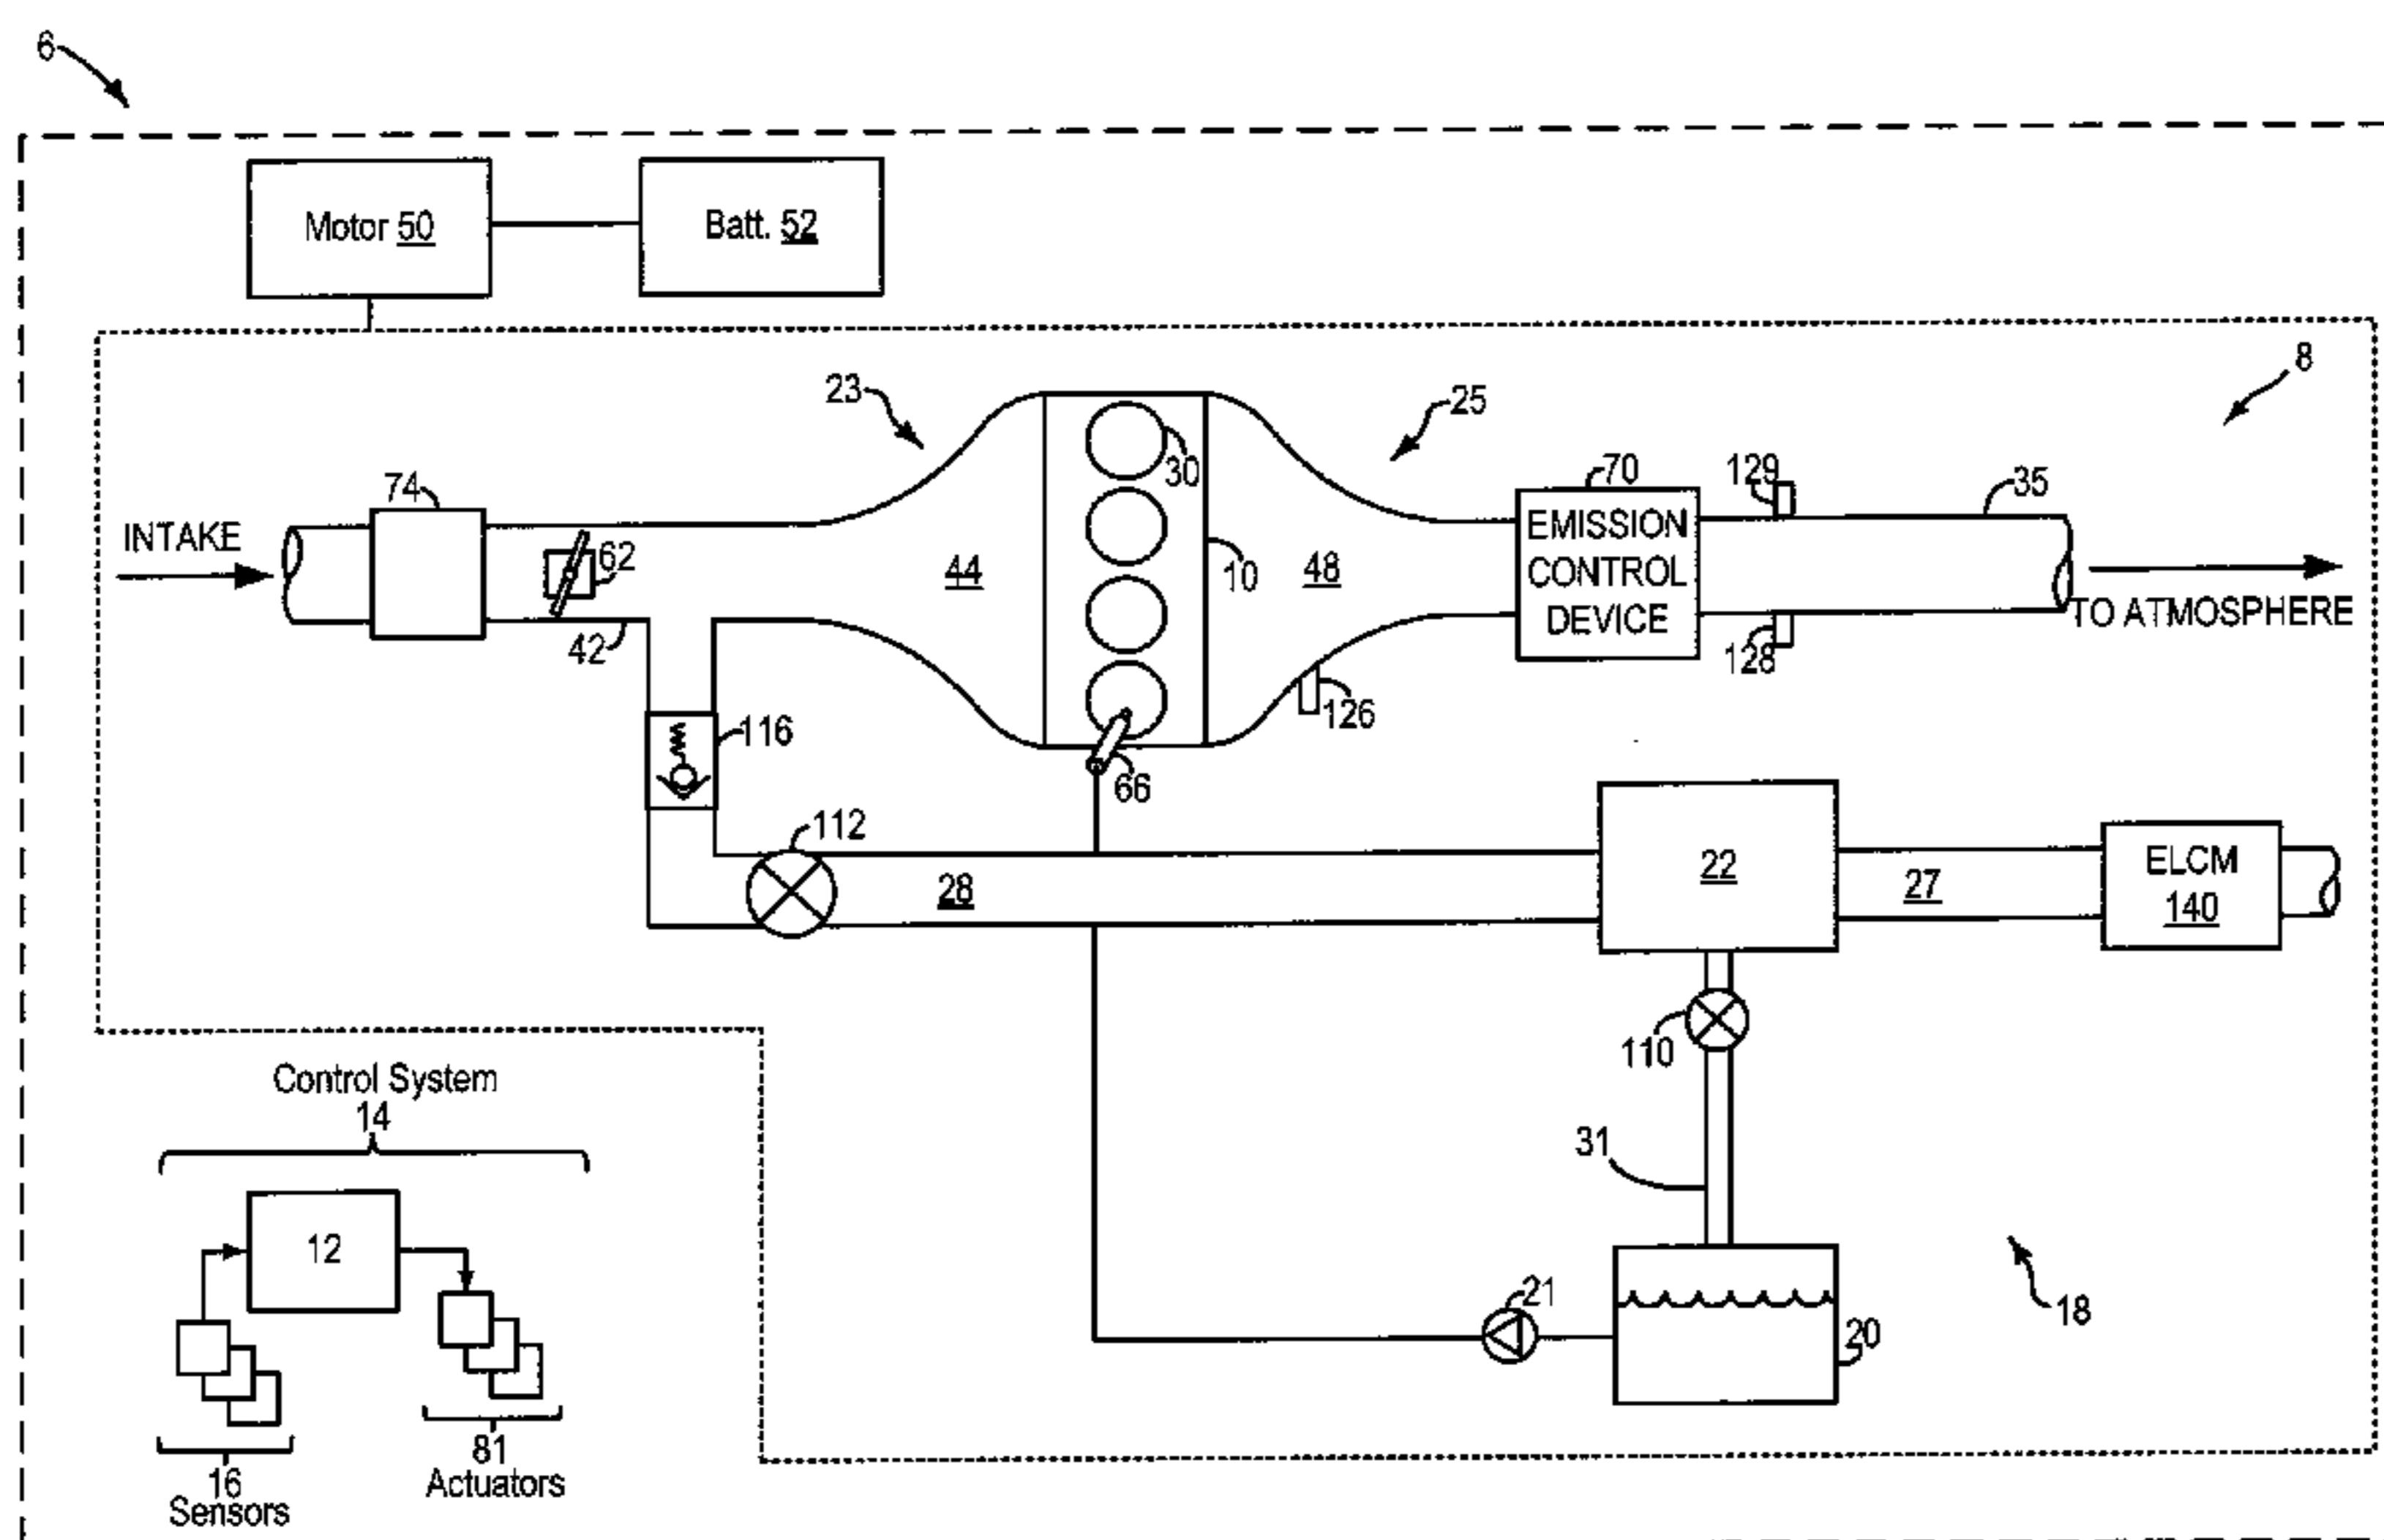 6
Motor 50
Batt. 52
8
23
25
30
74
70
129
35
INTAKE
62
44
10
48
EMISSION
CONTROL
DEVICE
TO ATMOSPHERE
42
128
126
116
66
112
28
22
27
ELCM
140
110
Control System
14
31
12
21
18
20
16
Sensors
81
Actuators